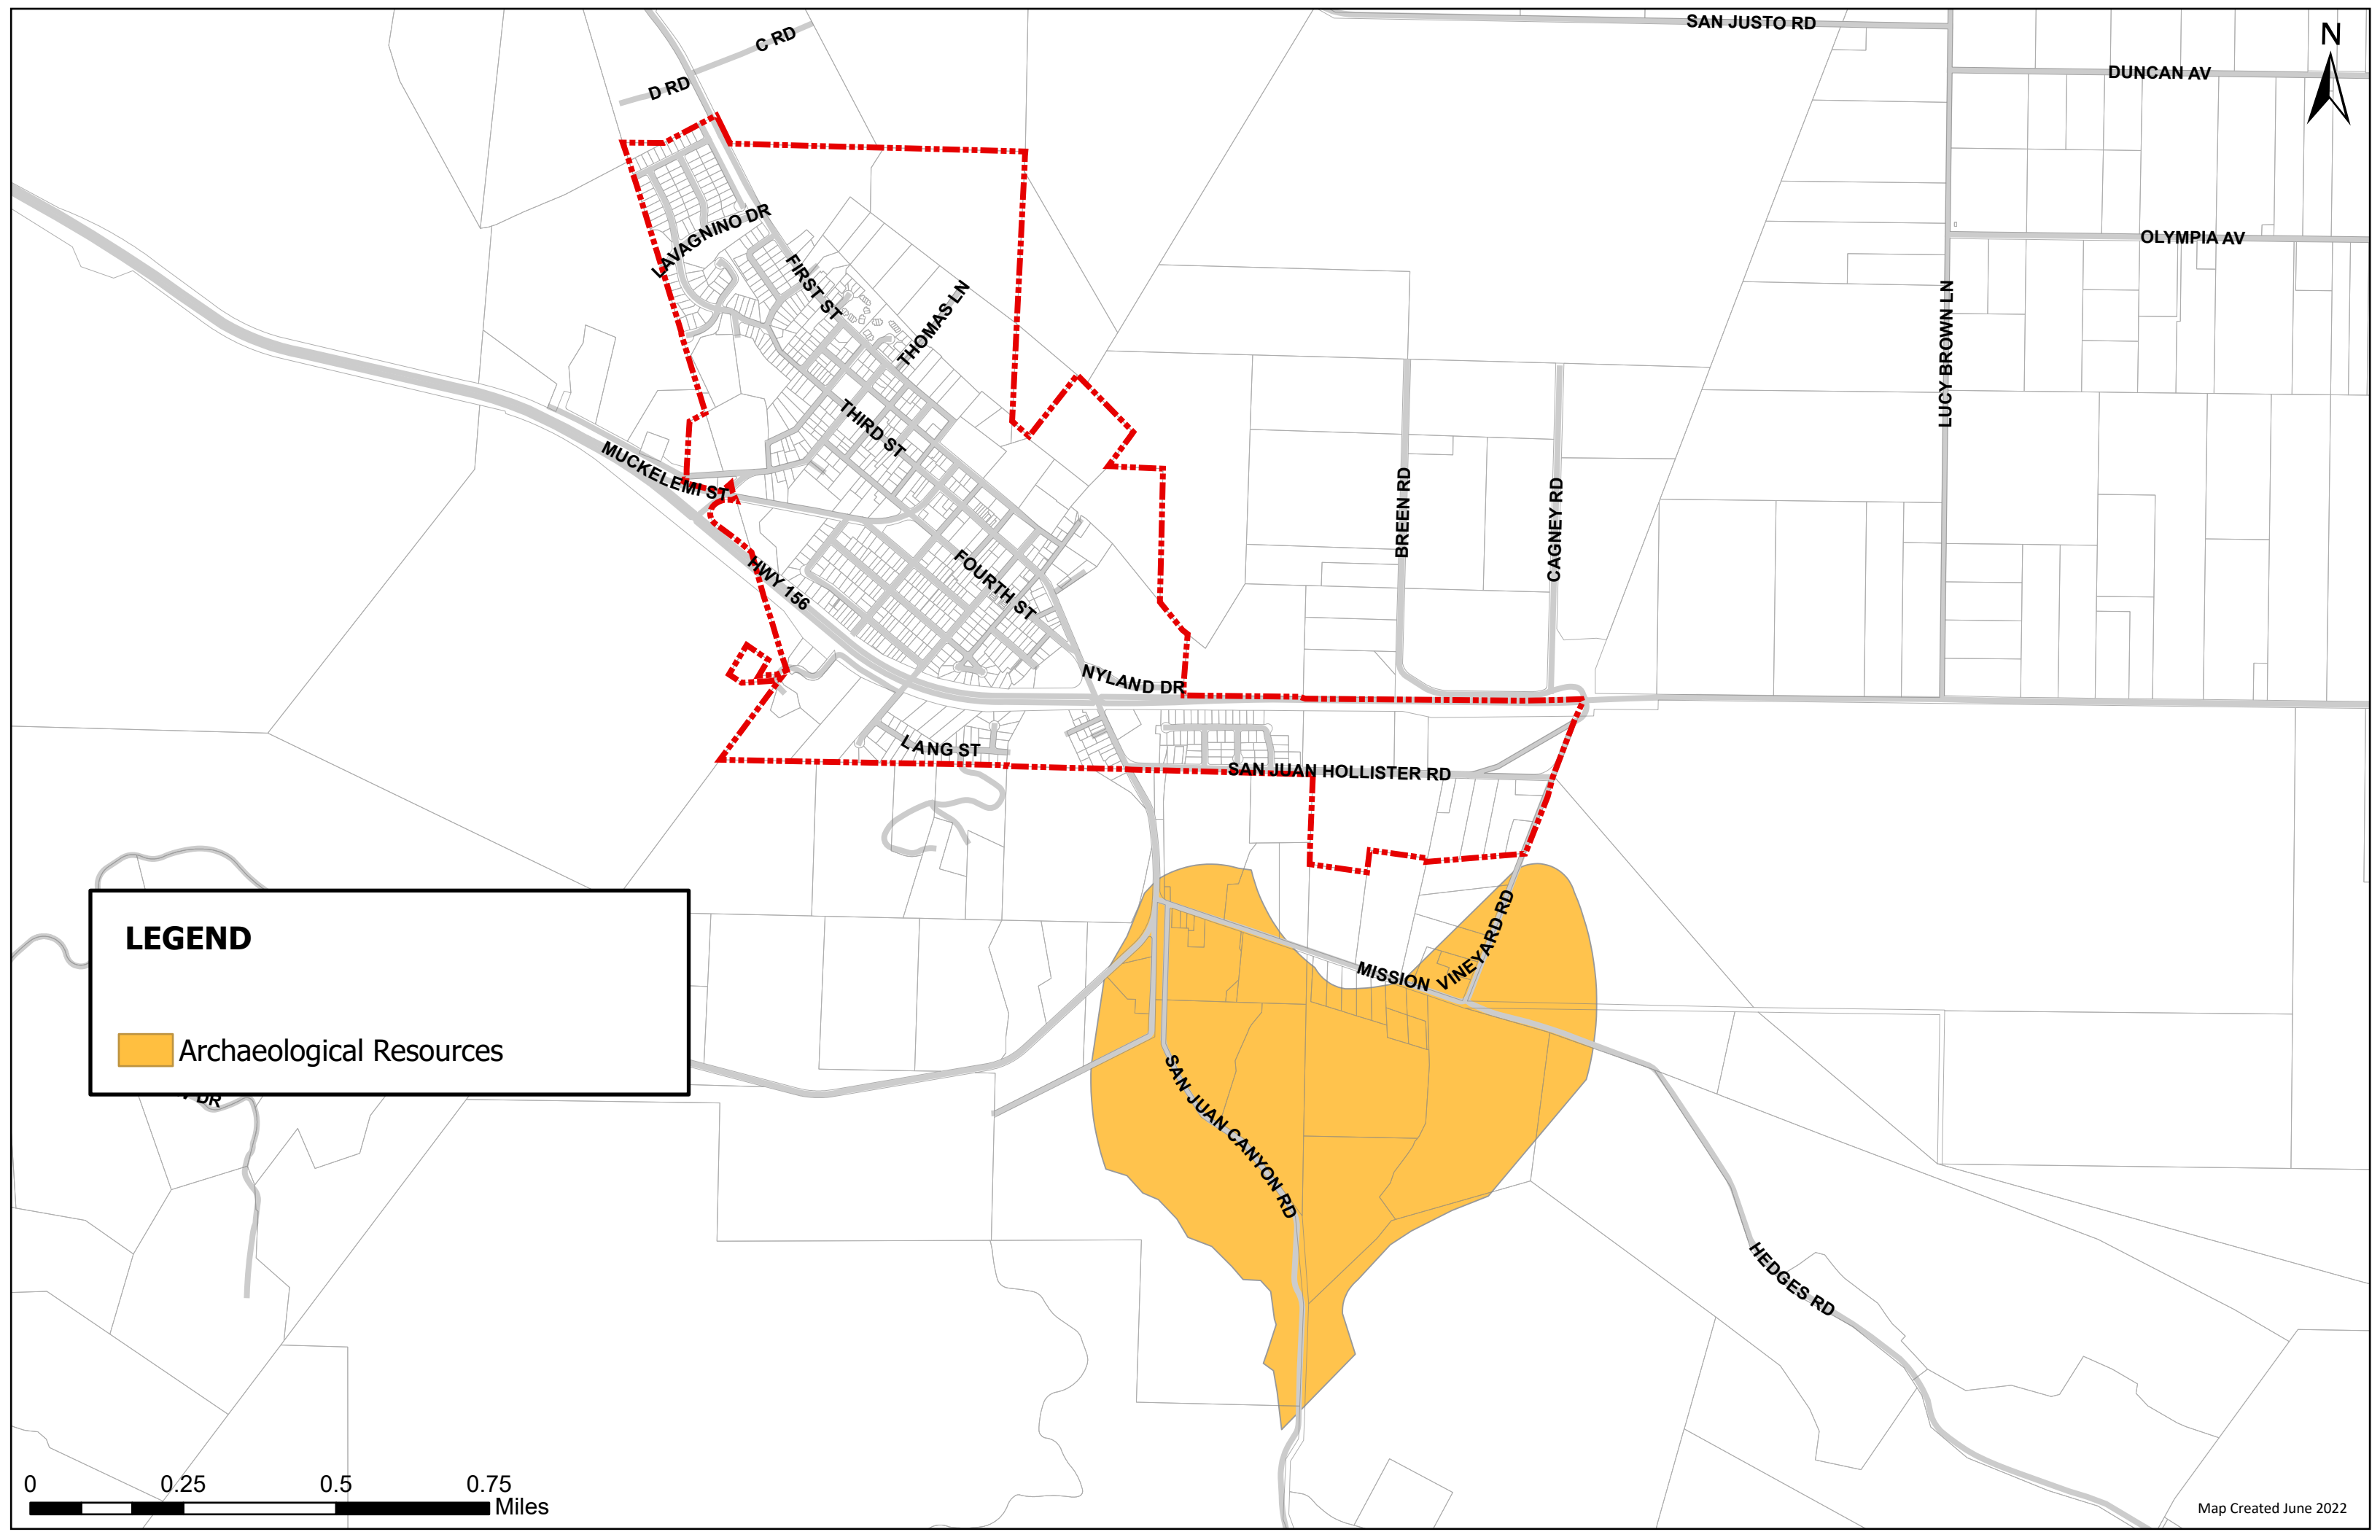 SAN JUSTO RD
N
C RD
DUNCAN AV
D RD
LAVAGNINO DR
OLYMPIA AV
FIRST ST
THOMAS LN
LUCY BROWN LN
THIRD ST
MUCKELEMI ST
BREEN RD
CAGNEY RD
HWY 156
FOURTH ST
NYLAND DR
LANG ST
SAN JUAN HOLLISTER RD
LEGEND
VINEYARD RD
MISSION
Archaeological Resources
DR
SAN JUAN CANYON RD
HEDGES RD
0 0.25 0.5 0.75
Miles
Map Created June 2022